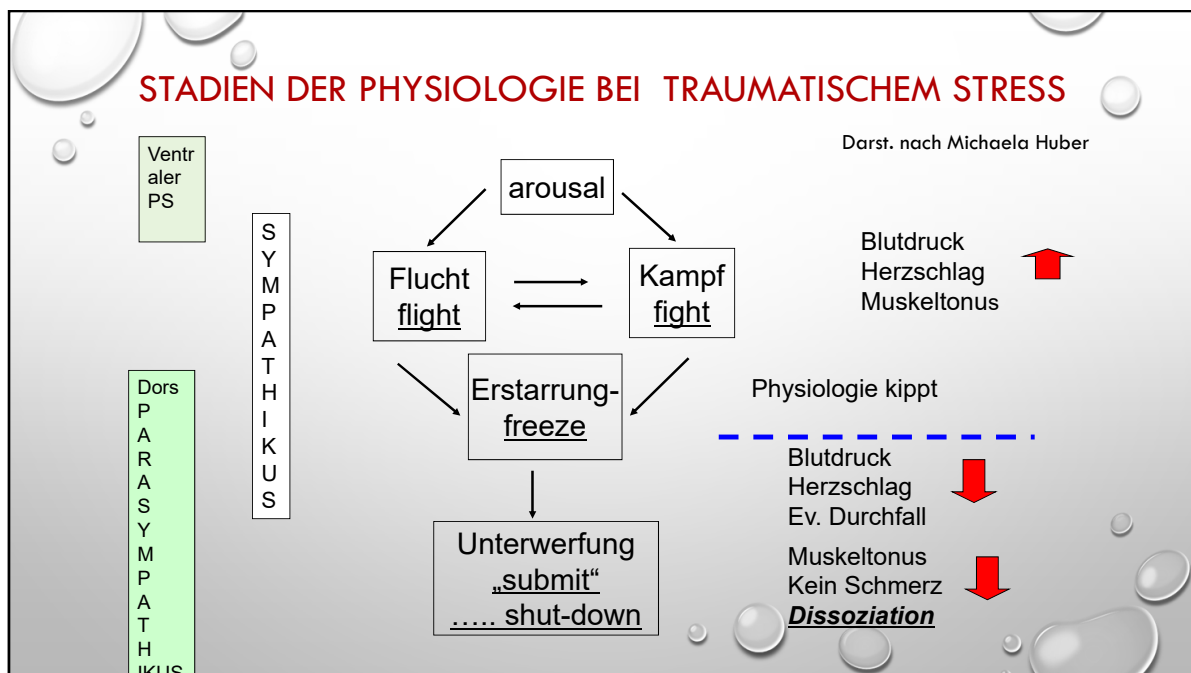 STADIEN DER PHYSIOLOGIE BEI TRAUMATISCHEM STRESS
Darst. nach Michaela Huber
Ventr
aler
PS
S
Y
M
P
A
T
H
I
K
U
S
Dors
P
A
R
A
S
Y
M
P
A
T
H
IKUS
arousal
Flucht
flight
Kampf
fight
Erstarrung-
freeze
Unterwerfung
„submit“
….. shut-down
Blutdruck
Herzschlag
Muskeltonus
Physiologie kippt
Blutdruck
Herzschlag
Ev. Durchfall
Muskeltonus
Kein Schmerz
Dissoziation